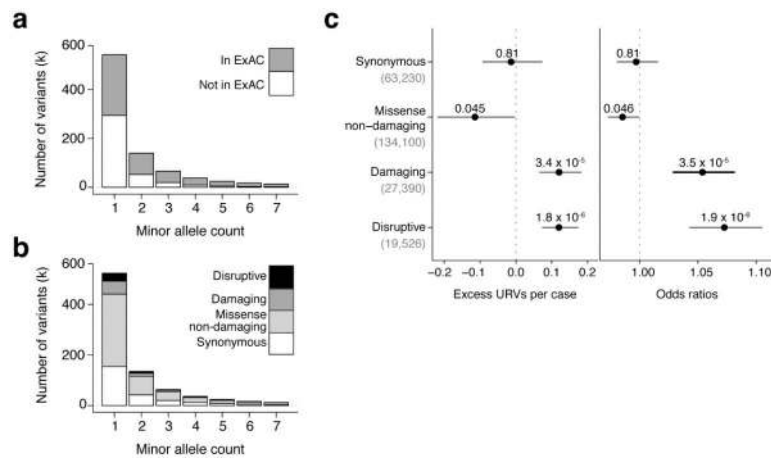 a
Number of variants (k)
600
400
200
0
In ExAC
Not in ExAC
1 2 3 4 5 6 7
Minor allele count
b
Number of variants (k)
600
400
200
0
Disruptive
Damaging
Missense
non-damaging
Synonymous
1 2 3 4 5 6 7
Minor allele count
c
Synonymous
(63,230)
Missense
non-damaging
(134,100)
Damaging
(27,390)
Disruptive
(19,526)
0.81
0.045
3.4 x 10⁻⁵
1.8 x 10⁻⁶
−0.2 −0.1 0.0 0.1 0.2
Excess URVs per case
0.81
0.046
3.5 x 10⁻⁵
1.9 x 10⁻⁶
1.00 1.05 1.10
Odds ratios